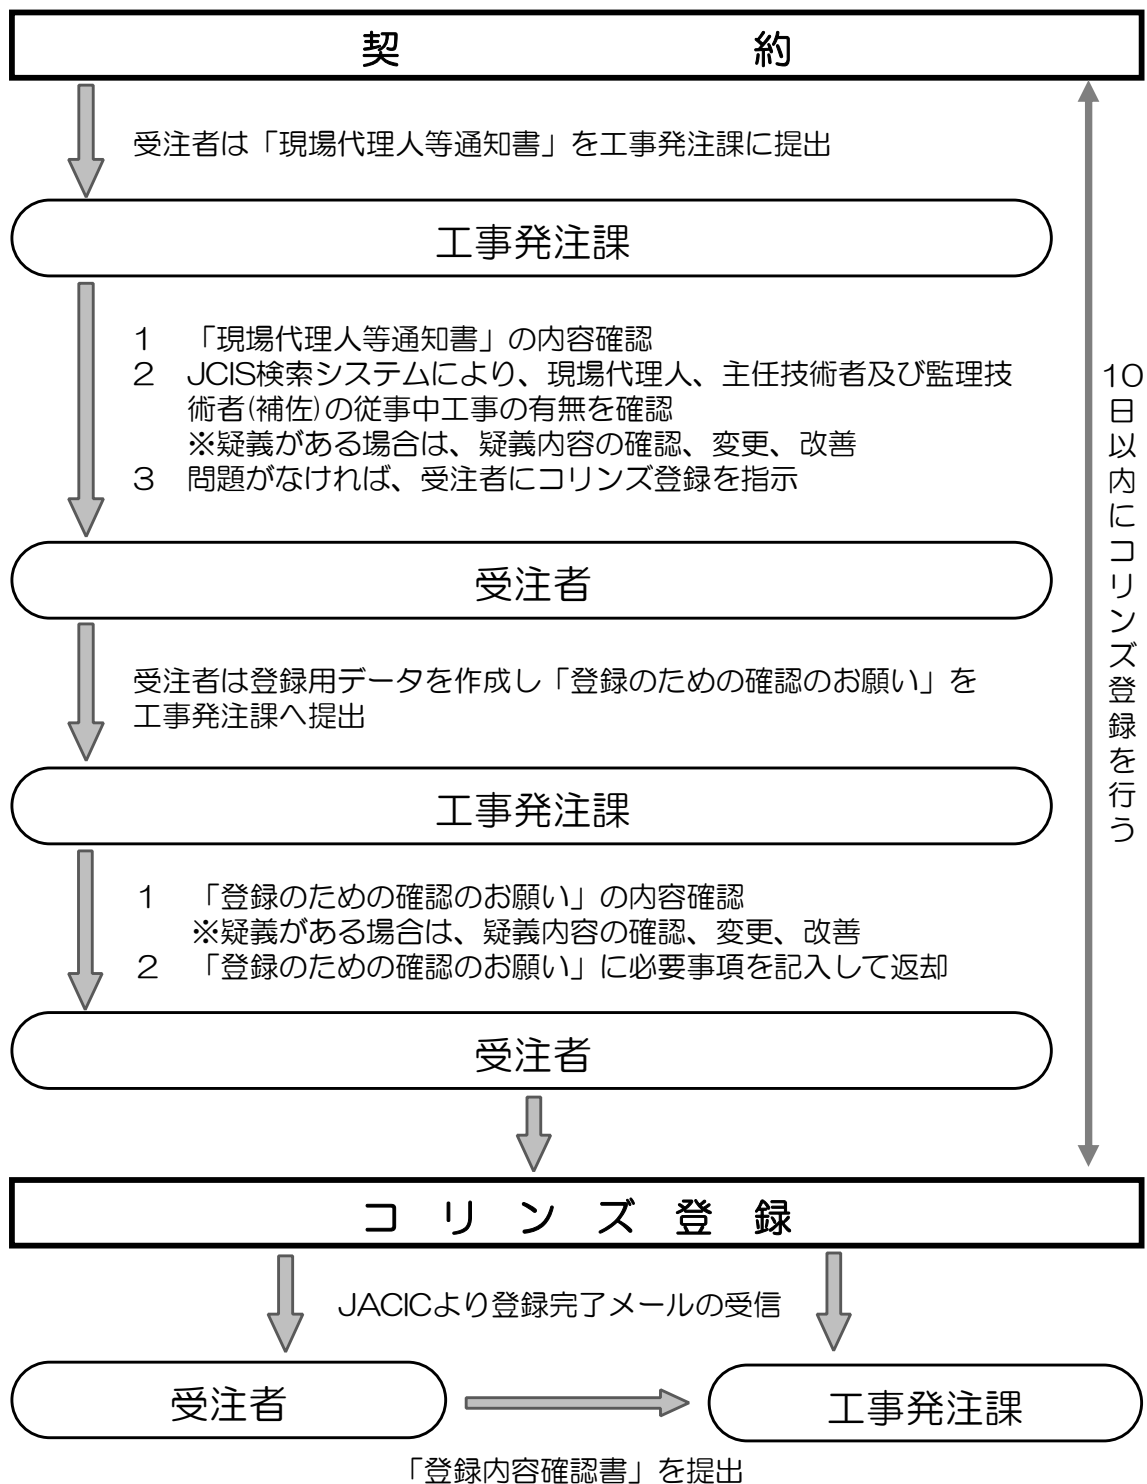 契　約
受注者は「現場代理人等通知書」を工事発注課に提出
工事発注課
１　「現場代理人等通知書」の内容確認
２　JCIS検索システムにより、現場代理人、主任技術者及び監理技
術者(補佐)の従事中工事の有無を確認
※疑義がある場合は、疑義内容の確認、変更、改善
３　問題がなければ、受注者にコリンズ登録を指示
受注者
受注者は登録用データを作成し「登録のための確認のお願い」を
工事発注課へ提出
工事発注課
１　「登録のための確認のお願い」の内容確認
※疑義がある場合は、疑義内容の確認、変更、改善
２　「登録のための確認のお願い」に必要事項を記入して返却
受注者
10日以内にコリンズ登録を行う
コリンズ登録
JACICより登録完了メールの受信
受注者
工事発注課
「登録内容確認書」を提出